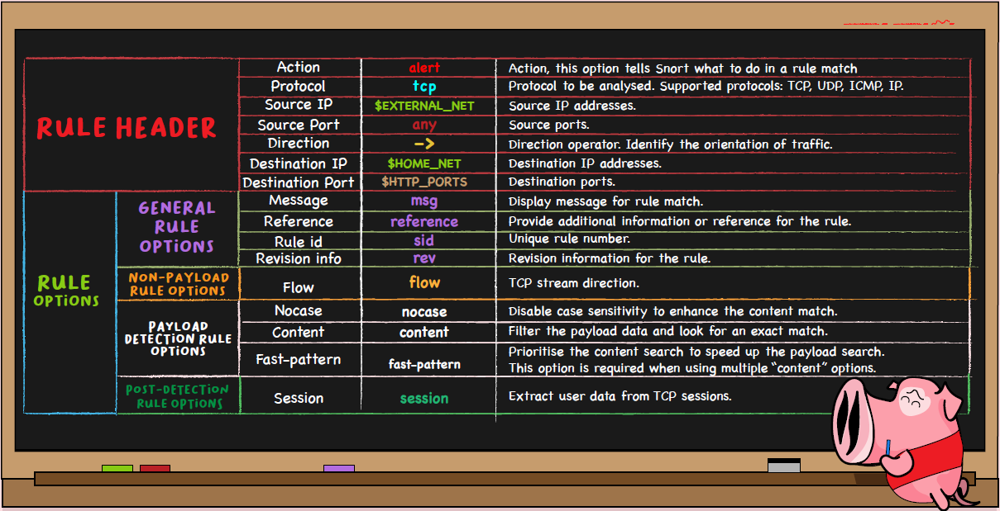 Action alert Action, this option tells Snort what to do in a rule match
Protocol tcp Protocol to be analysed. Supported protocols: TCP, UDP, ICMP, IP.
Source IP $EXTERNAL_NET Source IP addresses.
RULE HEADER
Source Port any Source ports.
Direction -> Direction operator. Identify the orientation of traffic.
Destination IP $HOME_NET Destination IP addresses.
Destination Port $HTTP_PORTS Destination ports.
GENERAL
RULE
OPTIONS
Message msg Display message for rule match.
Reference reference Provide additional information or reference for the rule.
Rule id sid Unique rule number.
Revision info rev Revision information for the rule.
RULE
OPTIONS
NON-PAYLOAD
RULE OPTIONS
Flow flow TCP stream direction.
PAYLOAD
DETECTION RULE
OPTIONS
Nocase nocase Disable case sensitivity to enhance the content match.
Content content Filter the payload data and look for an exact match.
Fast-pattern fast-pattern Prioritise the content search to speed up the payload search.
This option is required when using multiple “content” options.
POST-DETECTION
RULE OPTIONS
Session session Extract user data from TCP sessions.